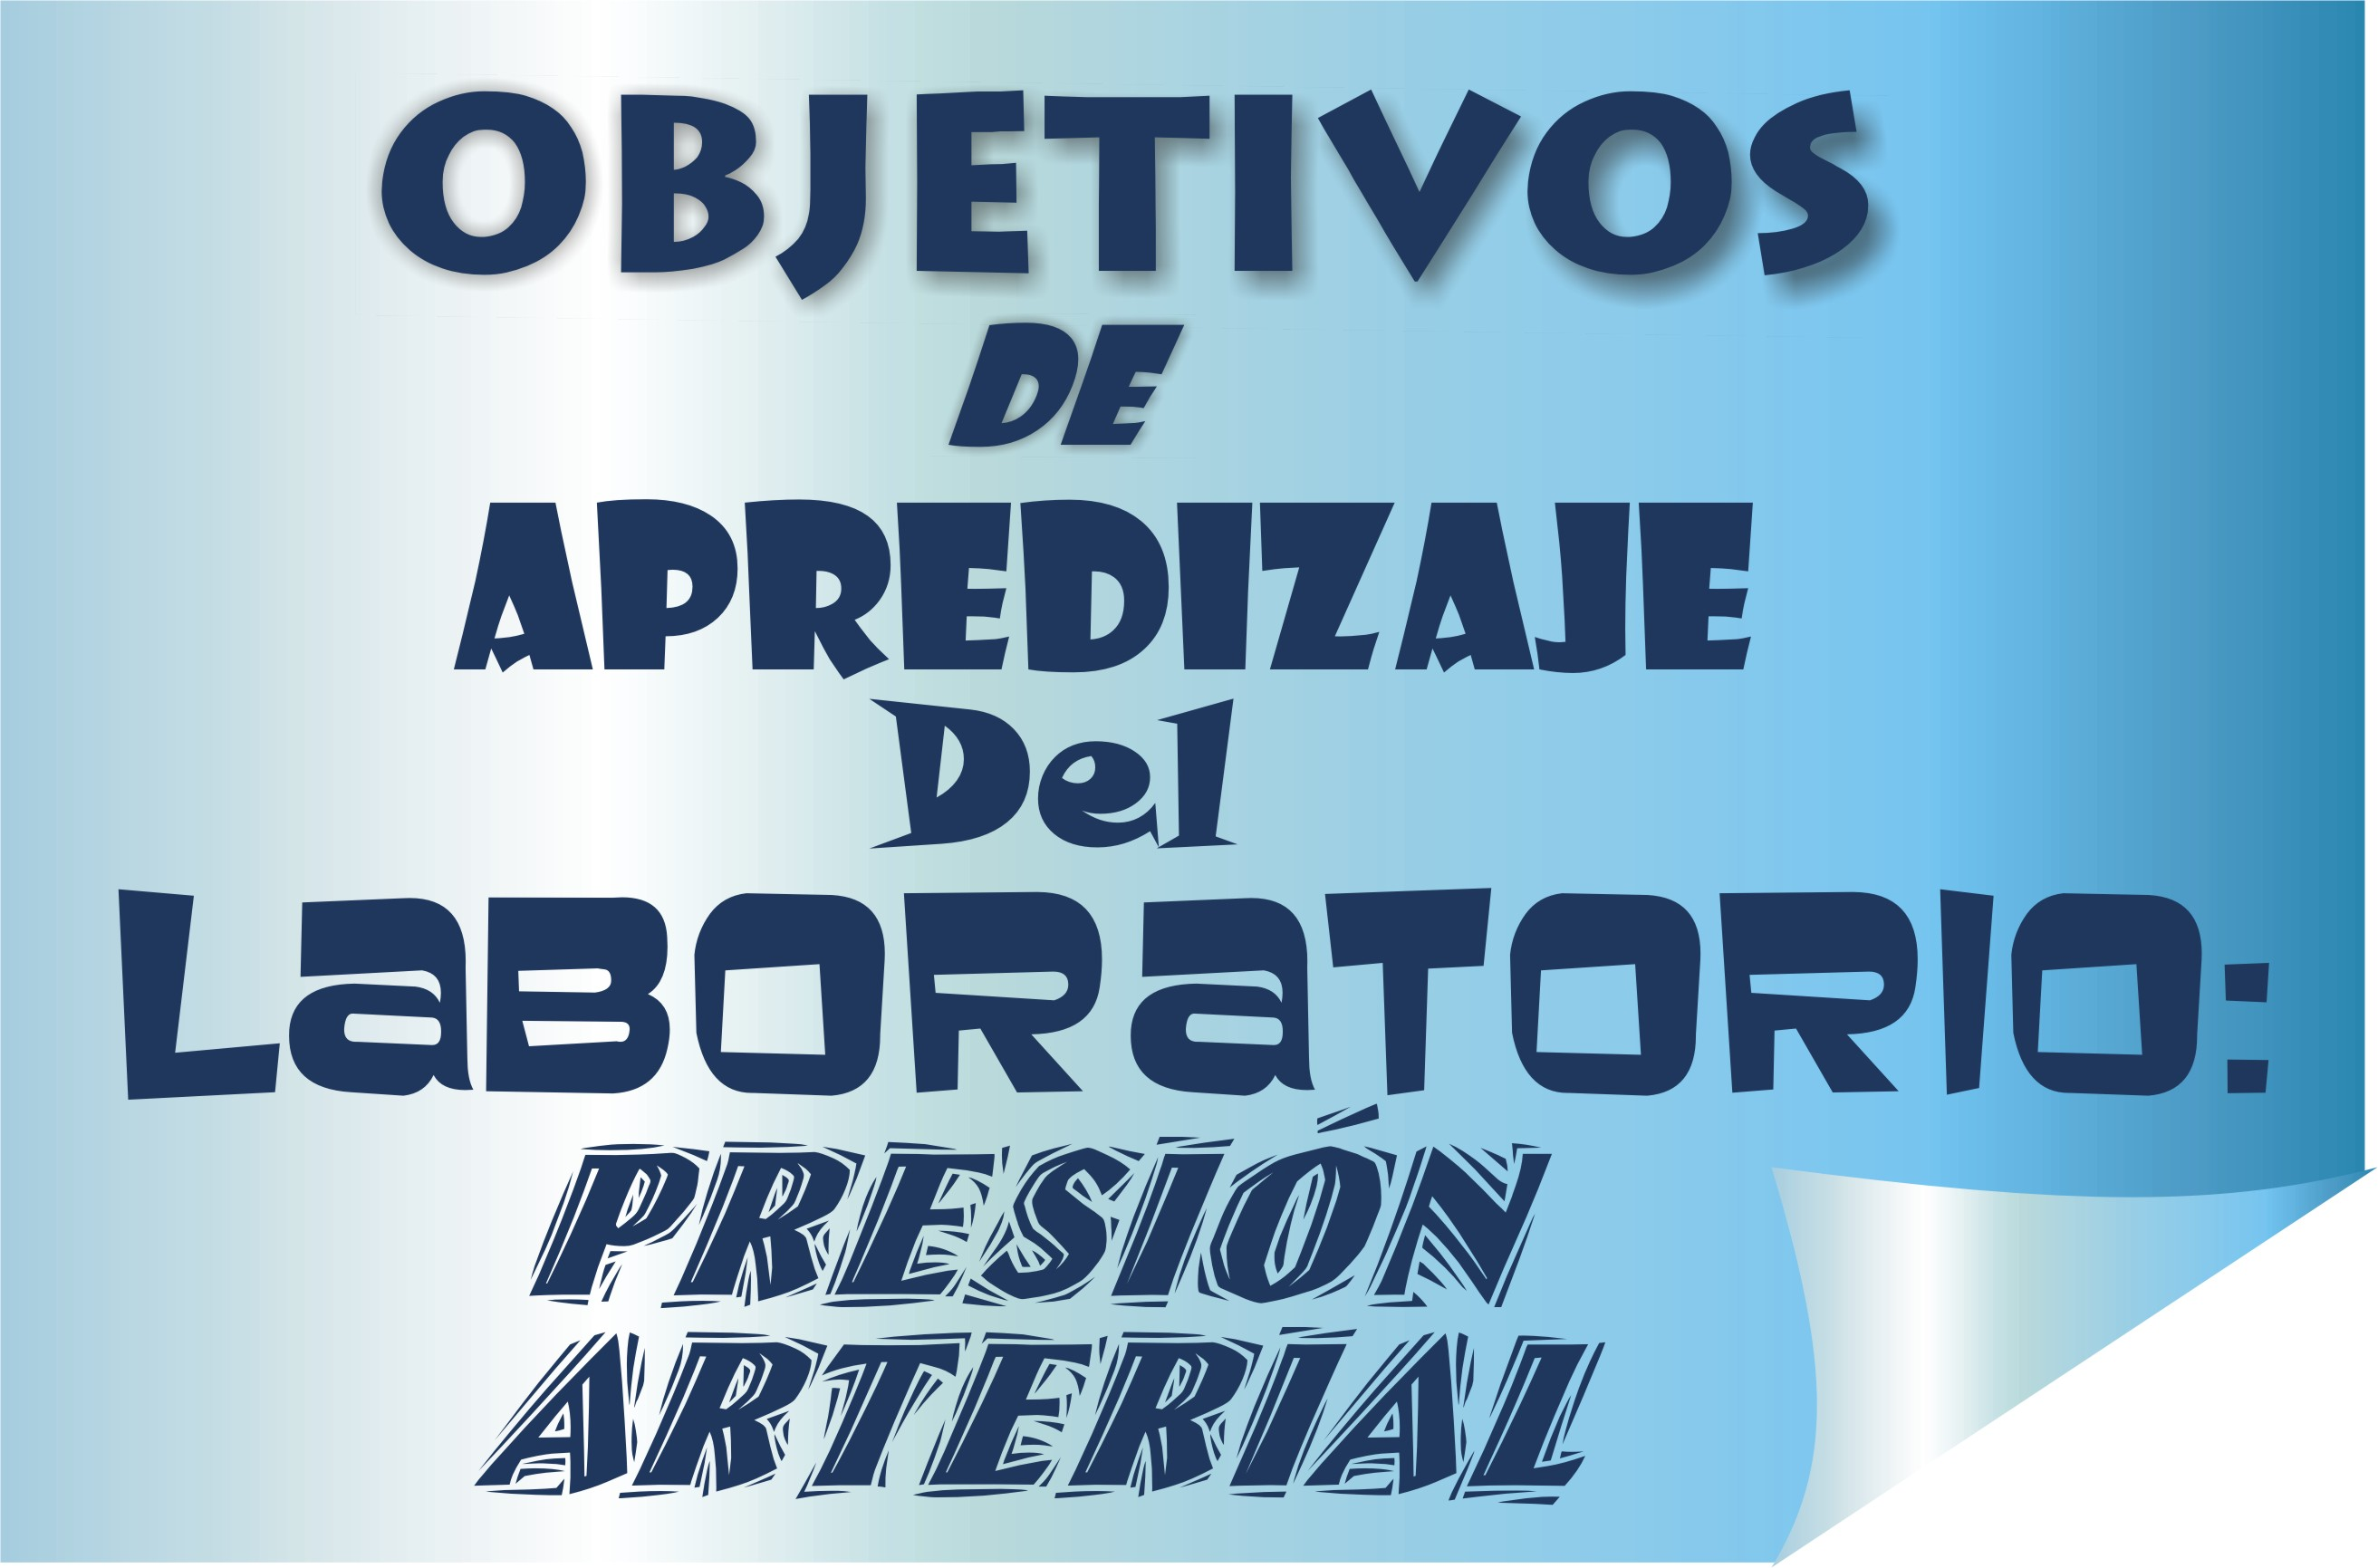 OBJETIVOS
DE
APREDIZAJE
Del
LaBORaTORIO:
PRESIÓN
ARTERIAL